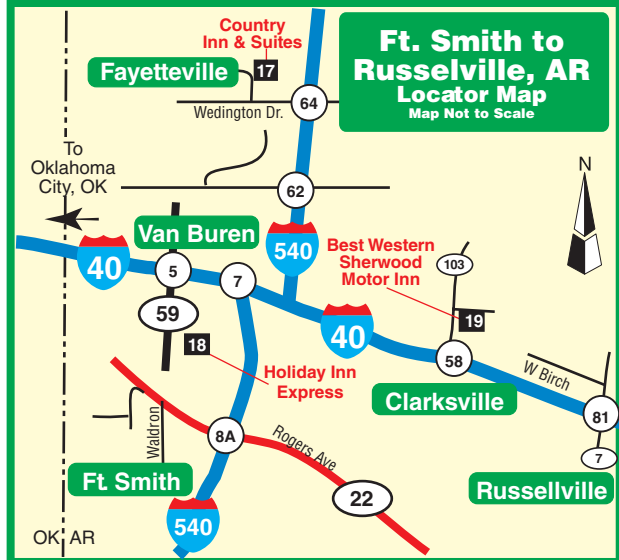 Ft. Smith to
Russelville, AR
Locator Map
Map Not to Scale
Country
Inn & Suites
17
Fayetteville
64
Wedington Dr.
To
Oklahoma
City, OK
62
N
Van Buren
540
Best Western
Sherwood
Motor Inn
103
40
5
7
59
19
40
18
58
Holiday Inn
Express
W Birch
Clarksville
81
Waldron
8A
Rogers Ave
7
Ft. Smith
22
Russellville
540
OK AR